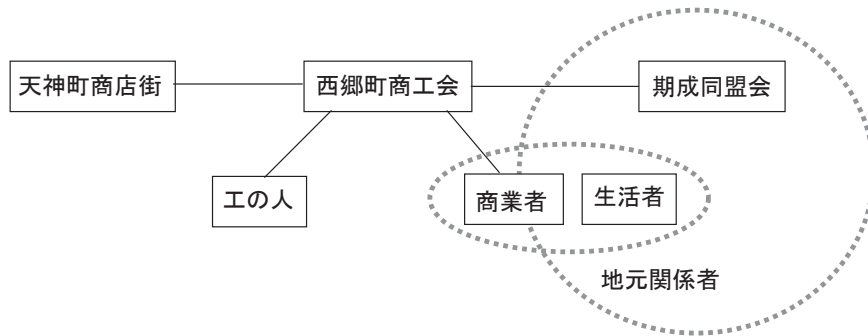 天神町商店街
西郷町商工会
期成同盟会
工の人
商業者
生活者
地元関係者